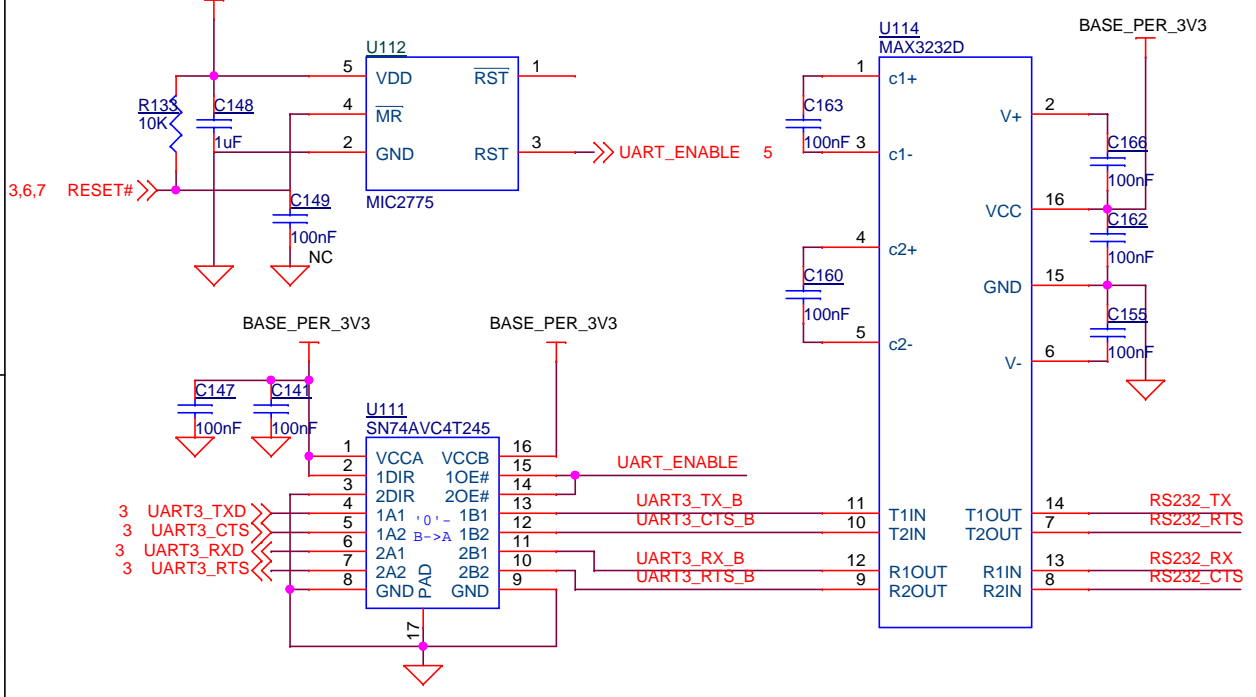 U112
5 VDD RST 1
4 MR
2 GND RST 3
MIC2775
R133
10K
C148
1uF
3,6,7 RESET#
C149
100nF
NC
UART_ENABLE 5
U114
MAX3232D
BASE_PER_3V3
1 c1+
3 c1-
4 c2+
5 c2-
V+ 2
VCC 16
GND 15
V- 6
C163
100nF
C160
100nF
C166
100nF
C162
100nF
C155
100nF
11 T1IN T1OUT 14
10 T2IN T2OUT 7
12 R1OUT R1IN 13
9 R2OUT R2IN 8
RS232_TX
RS232_RTS
RS232_RX
RS232_CTS
BASE_PER_3V3
BASE_PER_3V3
C147
100nF
C141
100nF
U111
SN74AVC4T245
1 VCCA VCCB 16
2 1DIR 1OE# 15
3 2DIR 2OE# 14
4 1A1 1B1 13
5 1A2 1B2 12
6 2A1 2B1 11
7 2A2 2B2 10
8 GND GND 9
'0'-
B->A
PAD
17
3 UART3_TXD
3 UART3_CTS
3 UART3_RXD
3 UART3_RTS
UART_ENABLE
UART3_TX_B
UART3_CTS_B
UART3_RX_B
UART3_RTS_B